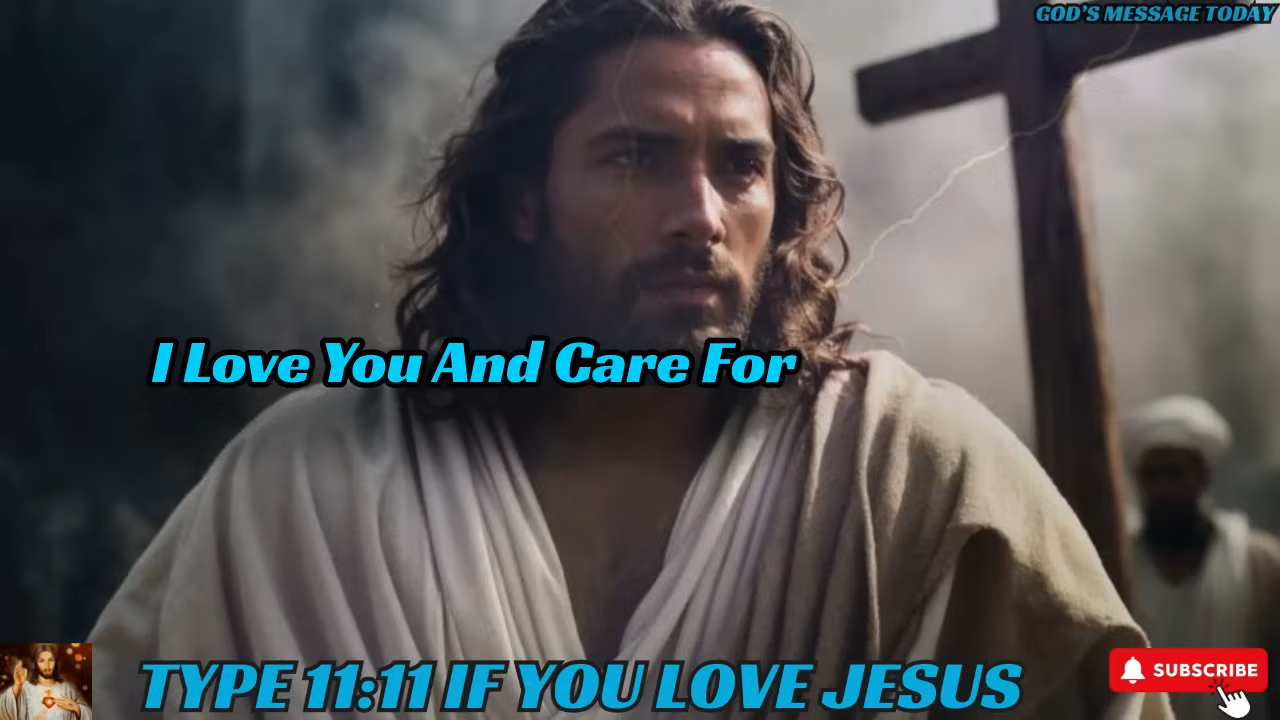 GOD'S MESSAGE TODAY
I Love You And Care For
TYPE 11:11 IF YOU LOVE JESUS
SUBSCRIBE